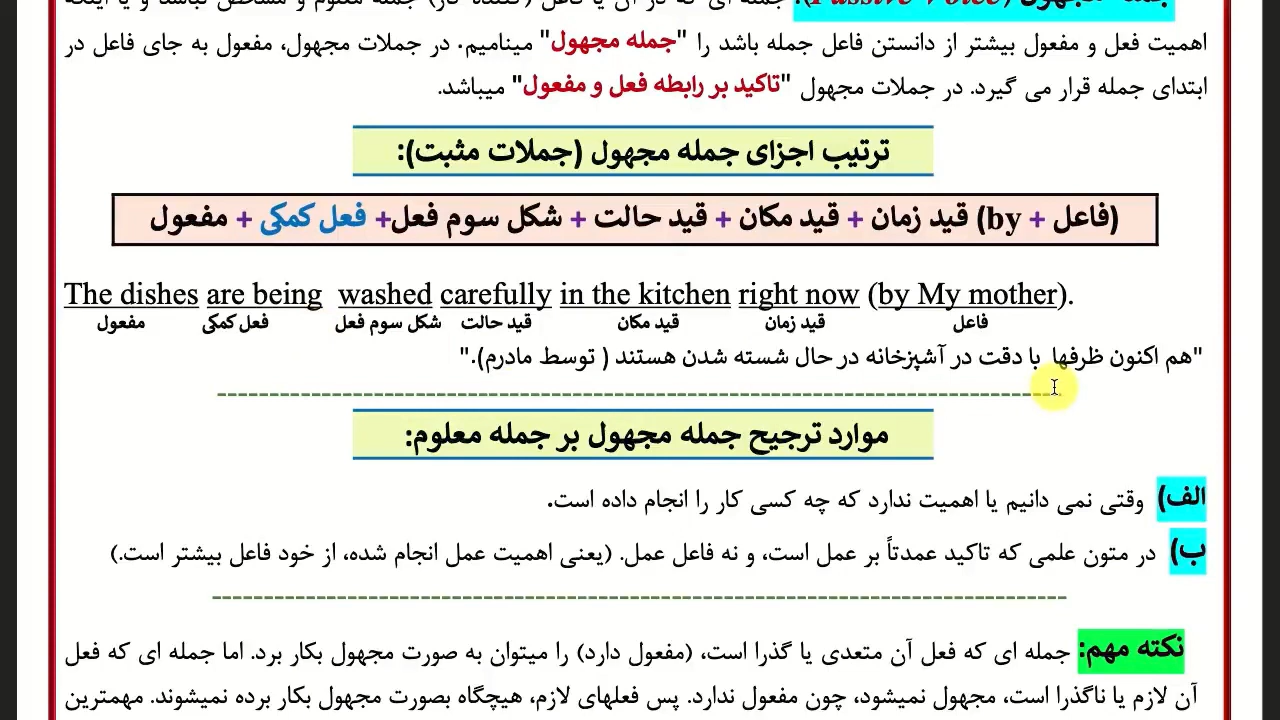 جمله مجهول (Passive Voice): جمله ای که در آن یا فاعل (کننده کار) جمله معلوم و مشخص نباشد و یا اینکه
اهمیت فعل و مفعول بیشتر از دانستن فاعل جمله باشد را "جمله مجهول" مینامیم. در جملات مجهول، مفعول به جای فاعل در
ابتدای جمله قرار می گیرد. در جملات مجهول "تاکید بر رابطه فعل و مفعول" میباشد.
ترتیب اجزای جمله مجهول (جملات مثبت):
مفعول + فعل کمکی +شکل سوم فعل + قید حالت + قید مکان + قید زمان (by + فاعل)
The dishes are being washed carefully in the kitchen right now (by My mother).
مفعول فعل کمکی شکل سوم فعل قید حالت قید مکان قید زمان فاعل
"هم اکنون ظرفها با دقت در آشپزخانه در حال شسته شدن هستند ( توسط مادرم)."
موارد ترجیح جمله مجهول بر جمله معلوم:
الف) وقتی نمی دانیم یا اهمیت ندارد که چه کسی کار را انجام داده است.
ب) در متون علمی که تاکید عمدتاً بر عمل است، و نه فاعل عمل. (یعنی اهمیت عمل انجام شده، از خود فاعل بیشتر است.)
نکته مهم: جمله ای که فعل آن متعدی یا گذرا است، (مفعول دارد) را میتوان به صورت مجهول بکار برد. اما جمله ای که فعل
آن لازم یا ناگذرا است، مجهول نمیشود، چون مفعول ندارد. پس فعلهای لازم، هیچگاه بصورت مجهول بکار برده نمیشوند. مهمترین